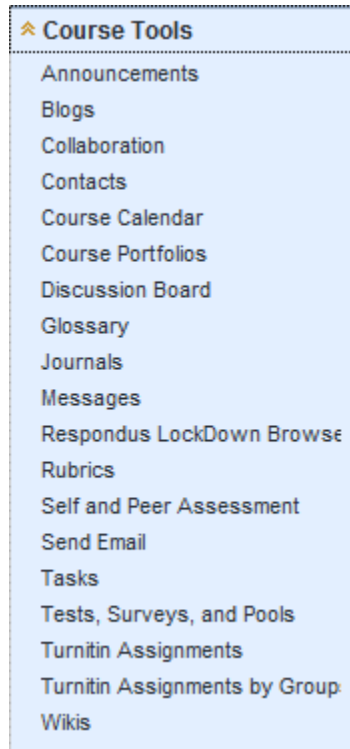 Course Tools
Announcements
Blogs
Collaboration
Contacts
Course Calendar
Course Portfolios
Discussion Board
Glossary
Journals
Messages
Respondus LockDown Browse
Rubrics
Self and Peer Assessment
Send Email
Tasks
Tests, Surveys, and Pools
Turnitin Assignments
Turnitin Assignments by Group
Wikis